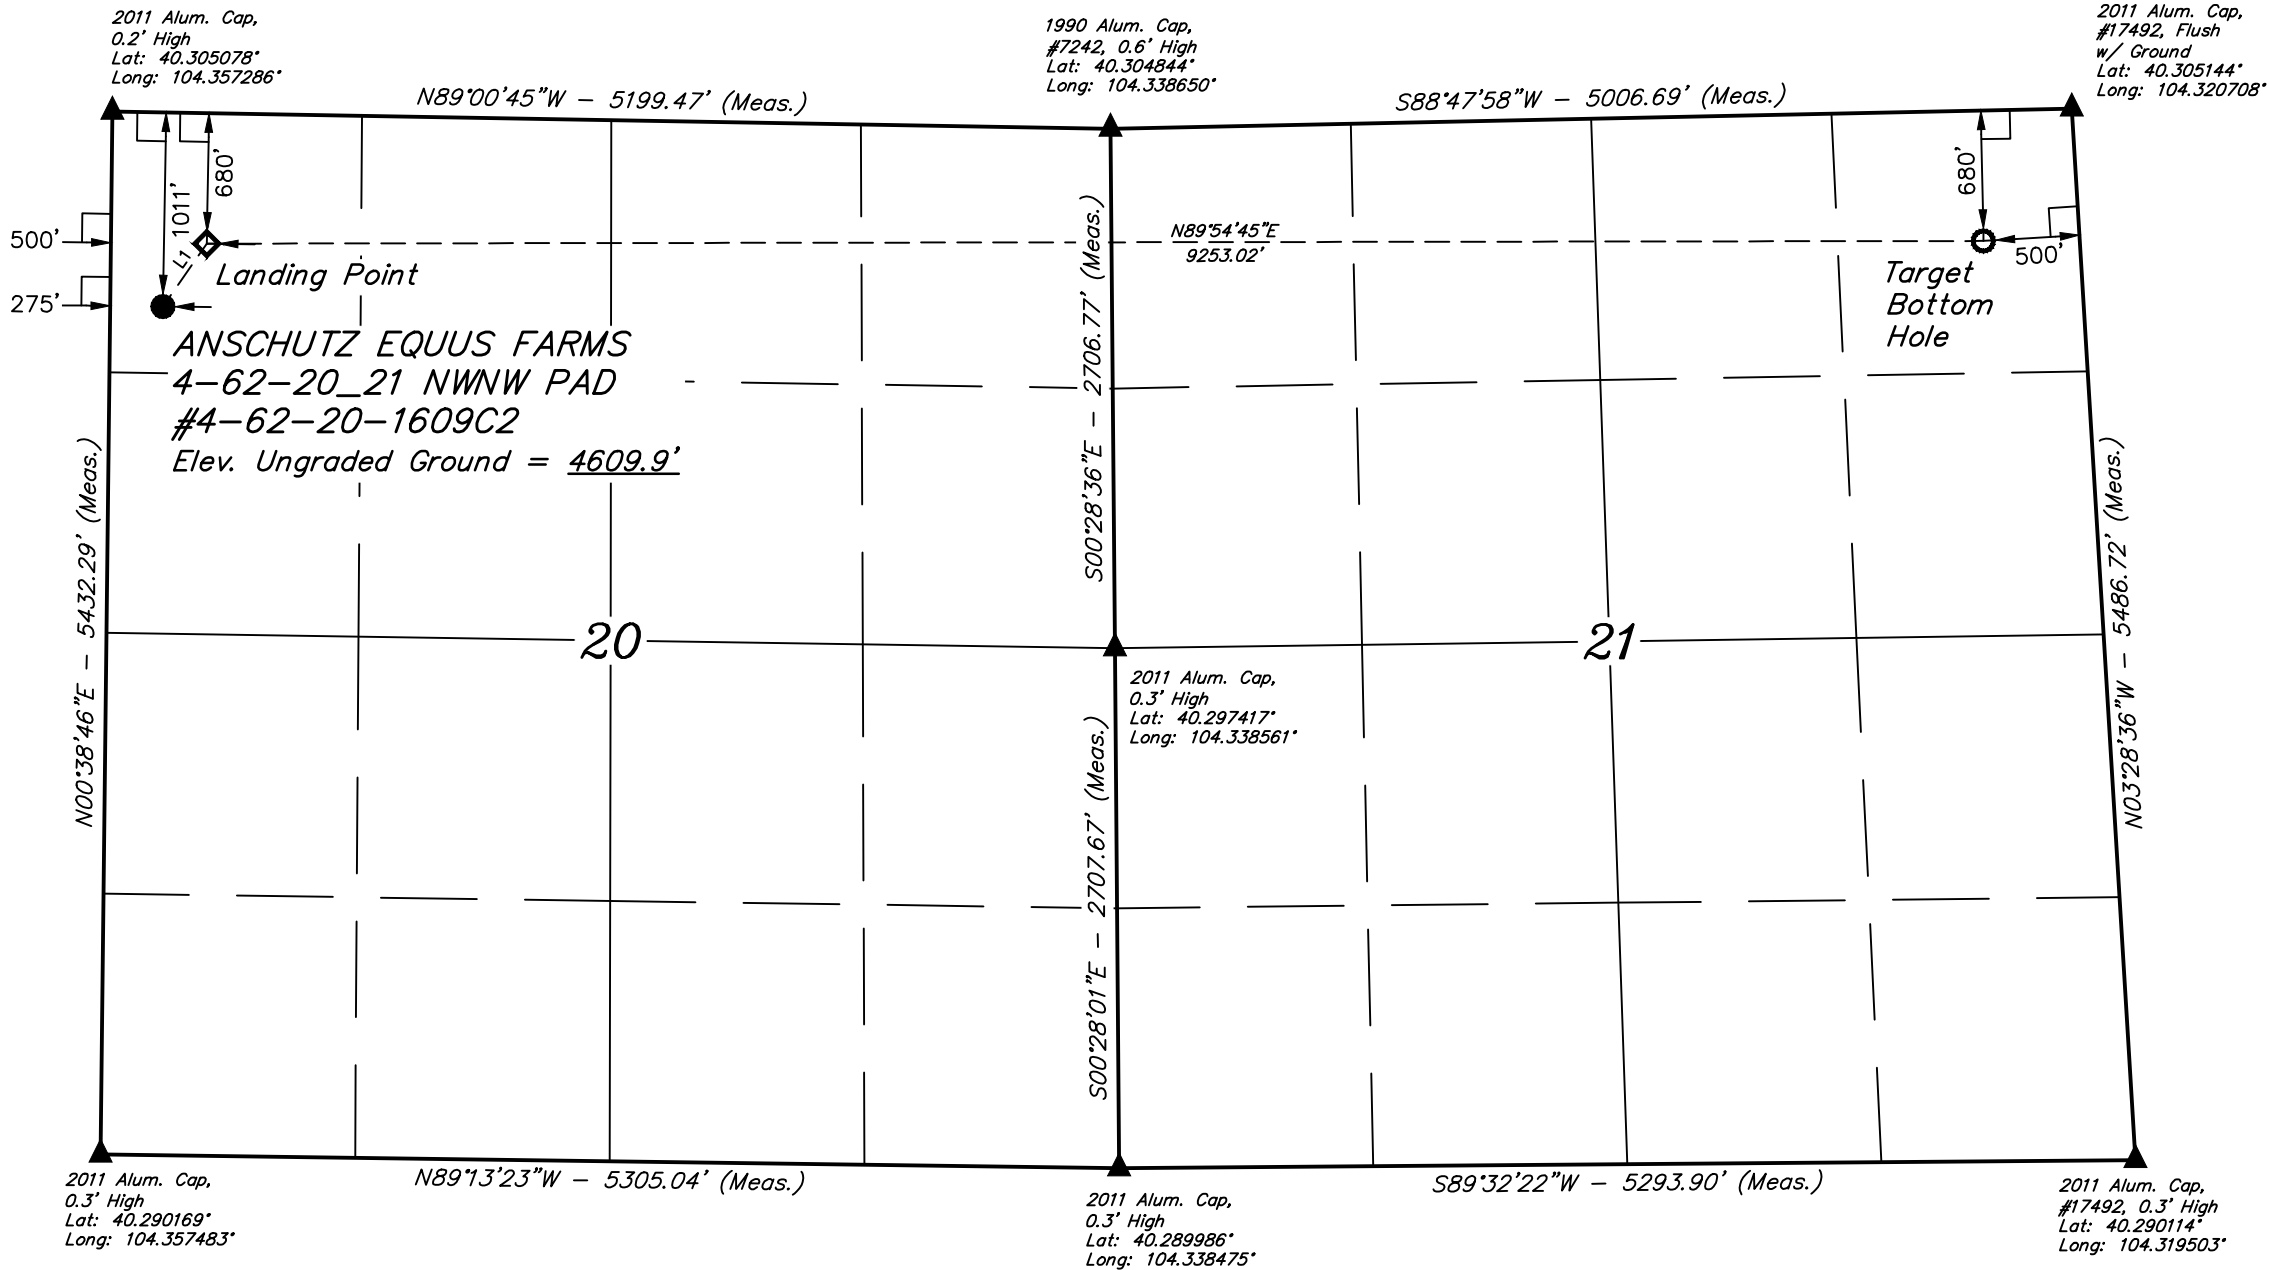 2011 Alum. Cap,
0.2' High
Lat: 40.305078°
Long: 104.357286°
1990 Alum. Cap,
#7242, 0.6' High
Lat: 40.304844°
Long: 104.338650°
2011 Alum. Cap,
#17492, Flush
w/ Ground
Lat: 40.305144°
Long: 104.320708°
N89°00'45"W - 5199.47' (Meas.)
S88°47'58"W - 5006.69' (Meas.)
680'
1011'
500'
275'
L1
Landing Point
N89°54'45"E
9253.02'
680'
500'
Target
Bottom
Hole
ANSCHUTZ EQUUS FARMS
4-62-20_21 NWNW PAD
#4-62-20-1609C2
Elev. Ungraded Ground = 4609.9'
N00°38'46"E - 5432.29' (Meas.)
S00°28'36"E - 2706.77' (Meas.)
N03°28'36"W - 5486.72' (Meas.)
20
21
2011 Alum. Cap,
0.3' High
Lat: 40.297417°
Long: 104.338561°
S00°28'01"E - 2707.67' (Meas.)
N89°13'23"W - 5305.04' (Meas.)
S89°32'22"W - 5293.90' (Meas.)
2011 Alum. Cap,
0.3' High
Lat: 40.290169°
Long: 104.357483°
2011 Alum. Cap,
0.3' High
Lat: 40.289986°
Long: 104.338475°
2011 Alum. Cap,
#17492, 0.3' High
Lat: 40.290114°
Long: 104.319503°